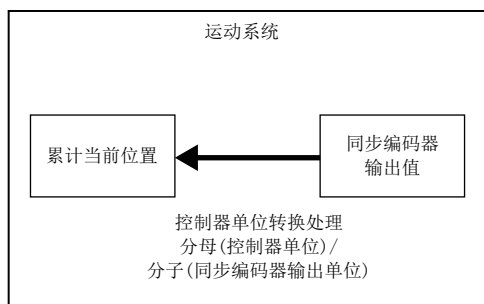 运动系统
累计当前位置
同步编码器
输出值
控制器单位转换处理
分母(控制器单位)/
分子(同步编码器输出单位)